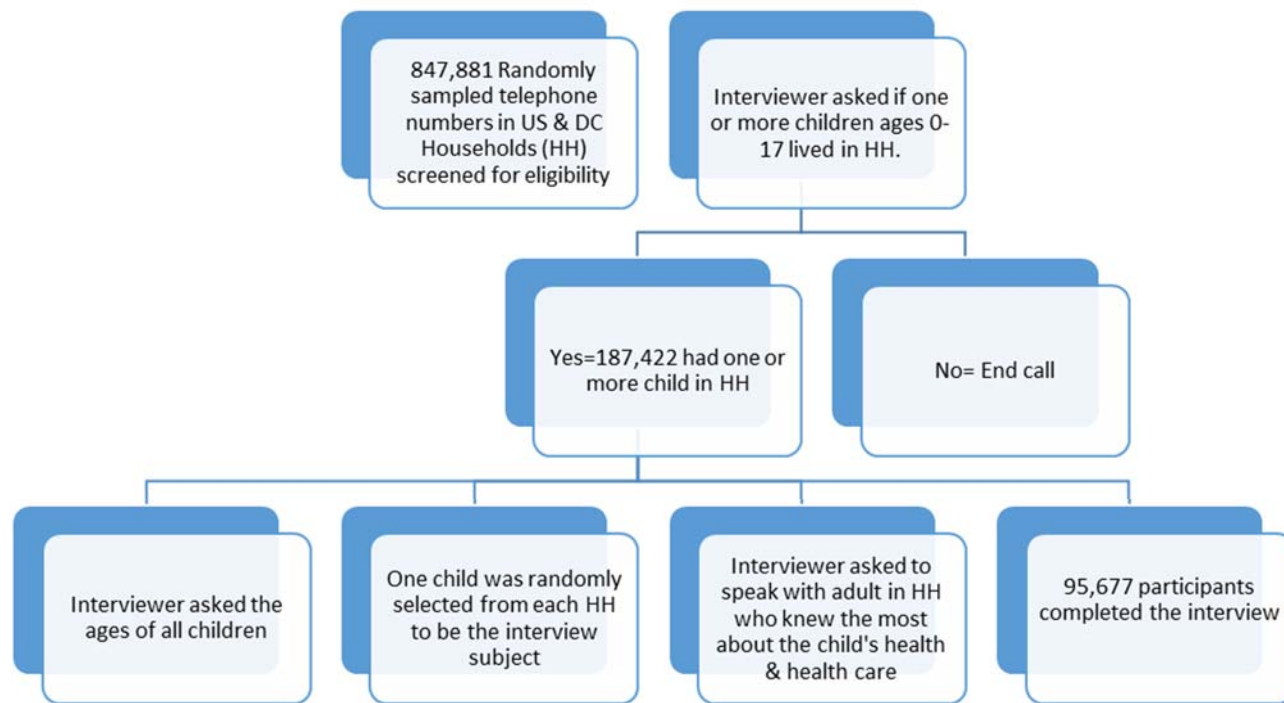 847,881 Randomly
sampled telephone
numbers in US & DC
Households (HH)
screened for eligibility
Interviewer asked if one
or more children ages 0-
17 lived in HH.
Yes=187,422 had one or
more child in HH
No= End call
Interviewer asked the
ages of all children
One child was randomly
selected from each HH
to be the interview
subject
Interviewer asked to
speak with adult in HH
who knew the most
about the child's health
& health care
95,677 participants
completed the interview